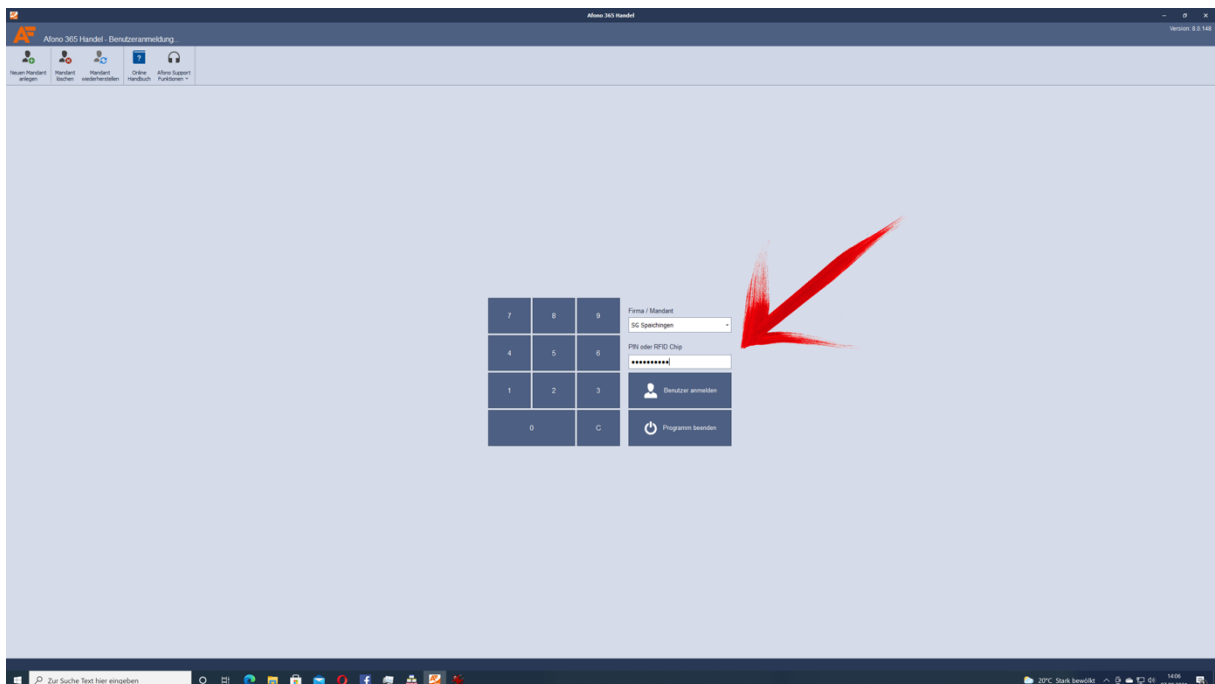 Afono 365 Handel
AF Afono 365 Handel - Benutzeranmeldung...
Version: 8.0.148
Neuen Mandant
anlegen
Mandant
löschen
Mandant
wiederherstellen
?
Online
Handbuch
Afono Support
Funktionen
7 8 9
4 5 6
1 2 3
0 C
Firma / Mandant
SG Spaichingen
PIN oder RFID Chip
••••••••••
Benutzer anmelden
Programm beenden
Zur Suche Text hier eingeben
20°C Stark bewölkt
14:06